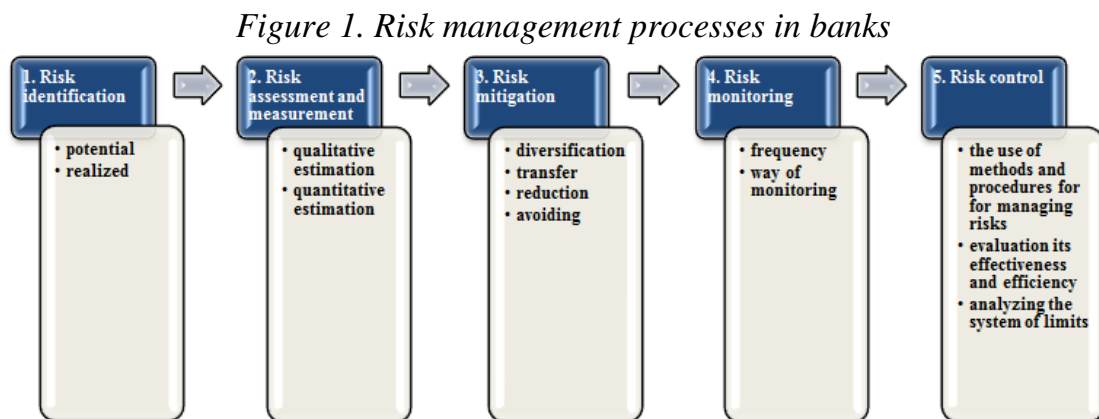 Figure 1. Risk management processes in banks
1. Risk
identification
• potential
• realized
2. Risk
assessment and
measurement
• qualitative
estimation
• quantitative
estimation
3. Risk
mitigation
• diversification
• transfer
• reduction
• avoiding
4. Risk
monitoring
• frequency
• way of
monitoring
5. Risk control
• the use of
methods and
procedures for
for managing
risks
• evaluation its
effectiveness
and efficiency
• analyzing the
system of limits